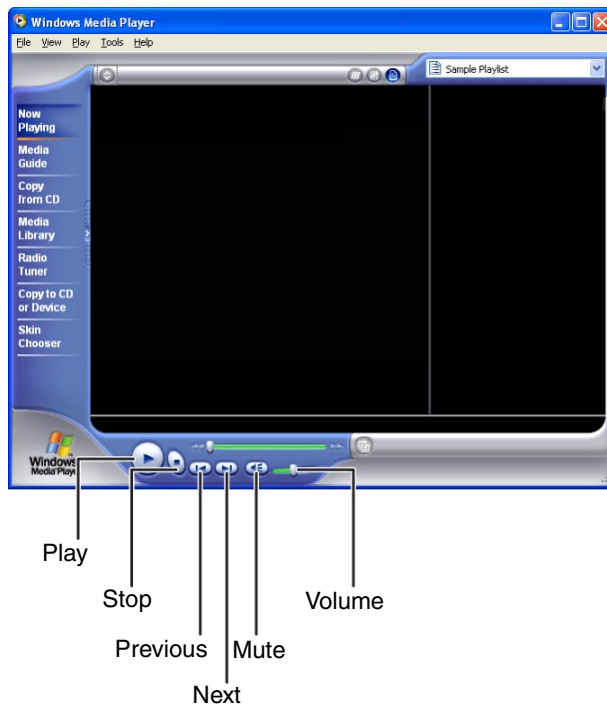 Windows Media Player
File View Play Tools Help
Sample Playlist
Now
Playing
Media
Guide
Copy
from CD
Media
Library
Radio
Tuner
Copy to CD
or Device
Skin
Chooser
Windows
Media Player
Play
Stop
Volume
Previous
Mute
Next